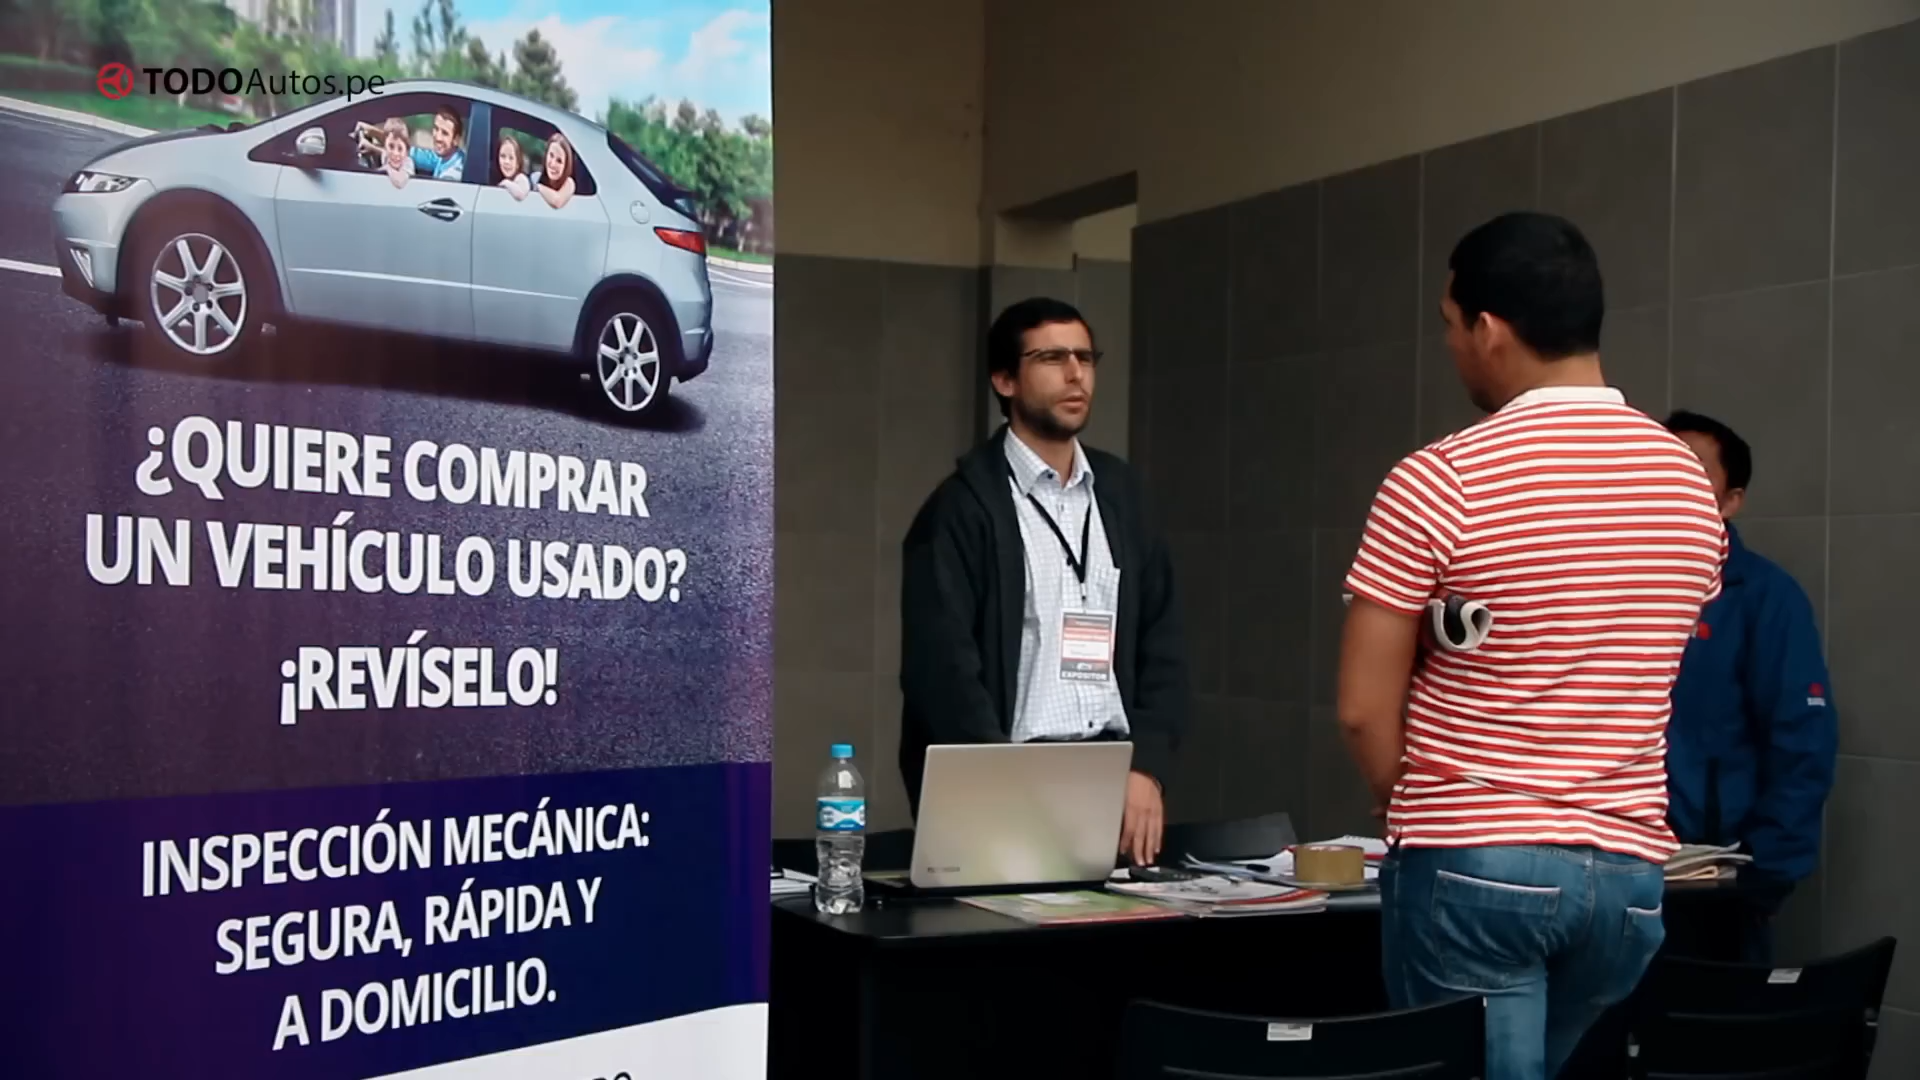 TODOAutos.pe
¿QUIERE COMPRAR
UN VEHÍCULO USADO?
¡REVÍSELO!
INSPECCIÓN MECÁNICA:
SEGURA, RÁPIDA Y
A DOMICILIO.
EXPOSITOR